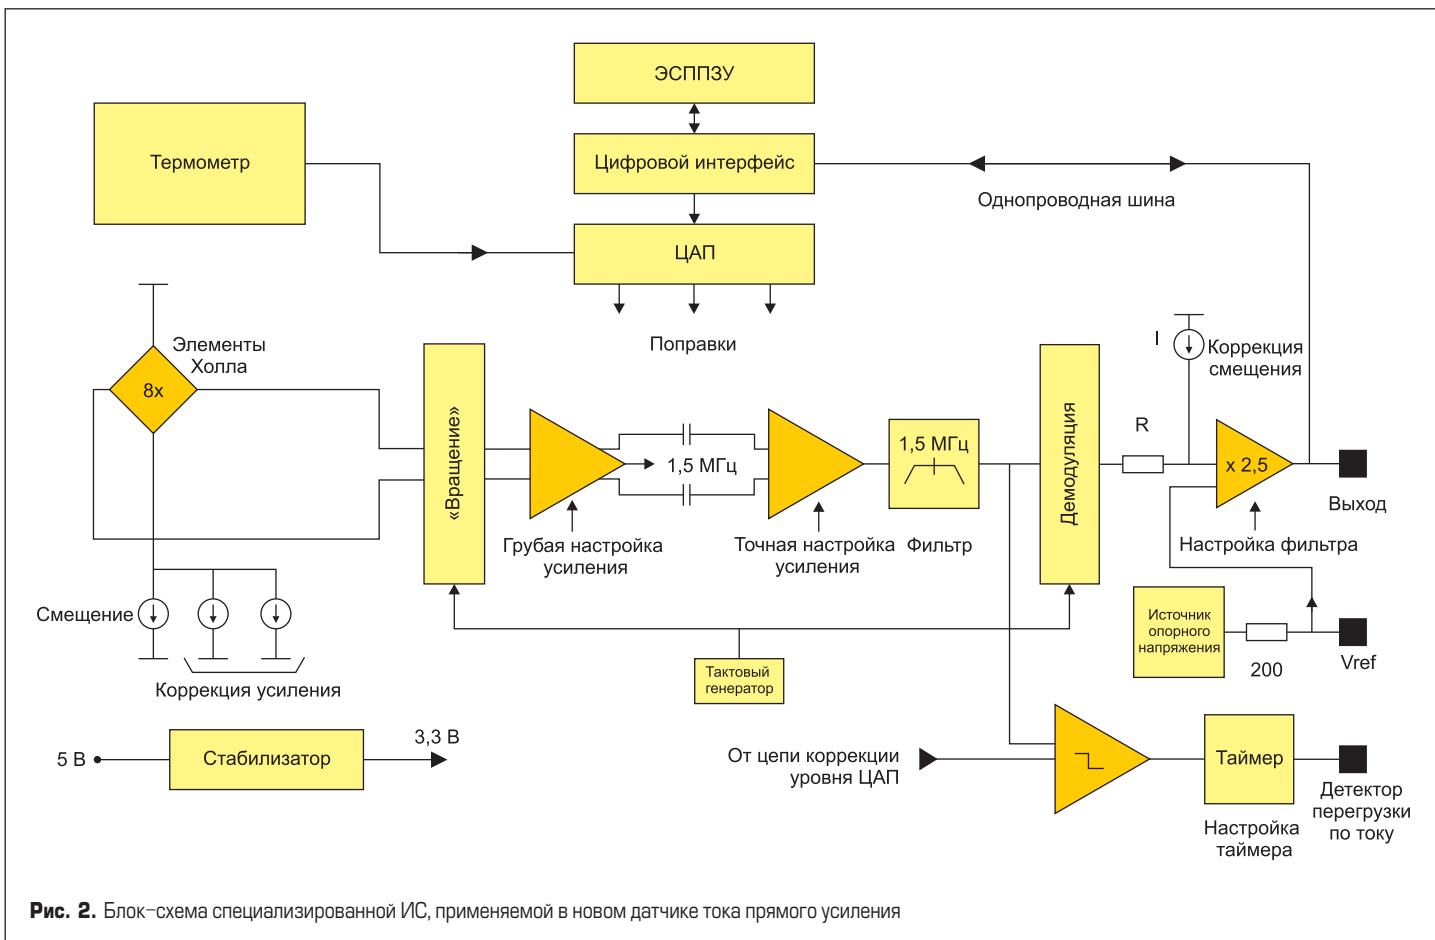 ЭСППЗУ
Термометр
Цифровой интерфейс
Однопроводная шина
ЦАП
Поправки
Элементы
Холла
8x
«Вращение»
1,5 МГц
Грубая настройка
усиления
Точная настройка
усиления
1,5 МГц
Фильтр
Демодуляция
R
I
Коррекция
смещения
x 2,5
Выход
Настройка фильтра
Смещение
Коррекция усиления
Тактовый
генератор
Источник
опорного
напряжения
200
Vref
5 В
Стабилизатор
3,3 В
От цепи коррекции
уровня ЦАП
Таймер
Настройка
таймера
Детектор
перегрузки
по току
Рис. 2. Блок-схема специализированной ИС, применяемой в новом датчике тока прямого усиления